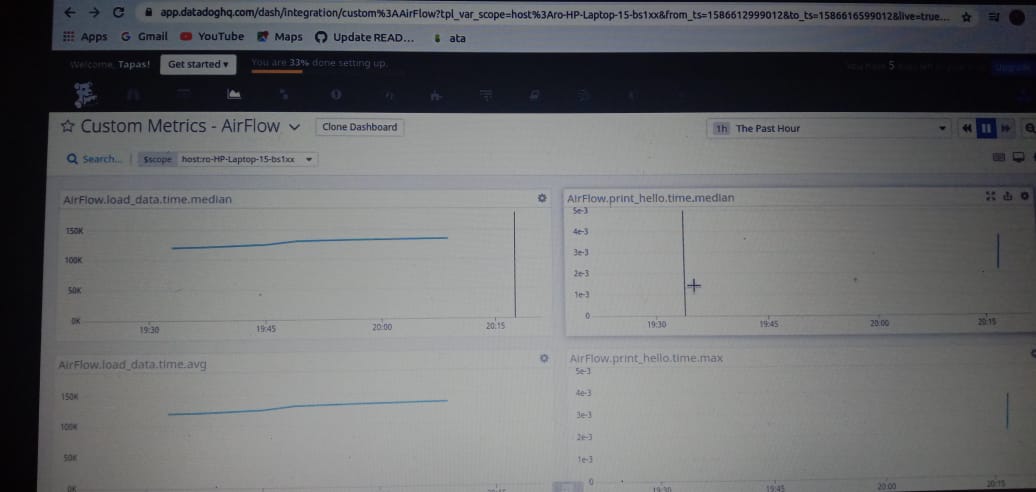 app.datadoghq.com/dash/integration/custom%3AAirFlow?tpl_var_scope=host%3Aro-HP-Laptop-15-bs1xx&from_ts=1586612999012&to_ts=1586616599012&live=true...
Apps Gmail YouTube Maps Update READ... ata
Welcome, Tapas! Get started You are 33% done setting up. You have 5 Upgrade
Custom Metrics - AirFlow Clone Dashboard 1h The Past Hour
Search... $scope host:ro-HP-Laptop-15-bs1xx
AirFlow.load_data.time.median
150K
100K
50K
0K
19:30 19:45 20:00 20:15
AirFlow.print_hello.time.median
5e-3
4e-3
3e-3
2e-3
1e-3
0
19:30 19:45 20:00 20:15
AirFlow.load_data.time.avg
150K
100K
50K
0K
AirFlow.print_hello.time.max
5e-3
4e-3
3e-3
2e-3
1e-3
0
19:30 19:45 20:00 20:15